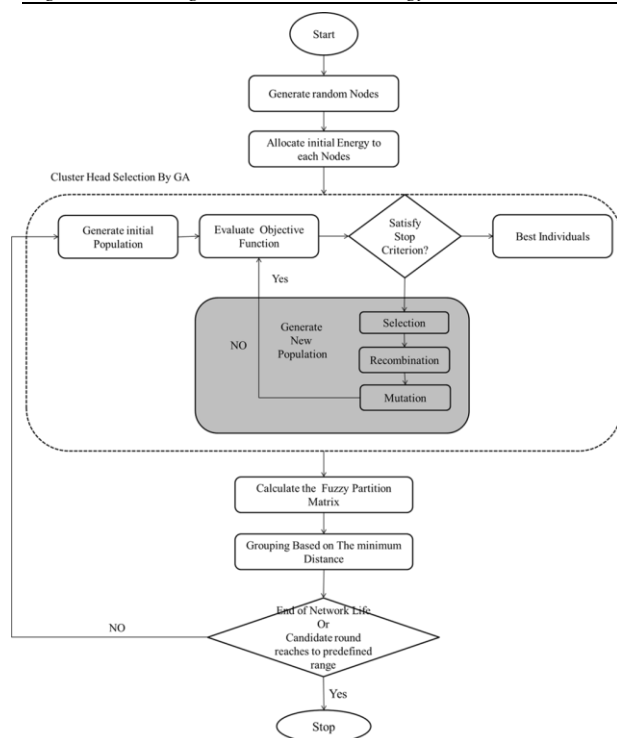 Start
Generate random Nodes
Allocate initial Energy to
each Nodes
Cluster Head Selection By GA
Generate initial
Population
Evaluate Objective
Function
Satisfy
Stop
Criterion?
Best Individuals
Yes
NO
Generate
New
Population
Selection
Recombination
Mutation
Calculate the Fuzzy Partition
Matrix
Grouping Based on The minimum
Distance
End of Network Life
Or
Candidate round
reaches to predefined
range
NO
Yes
Stop